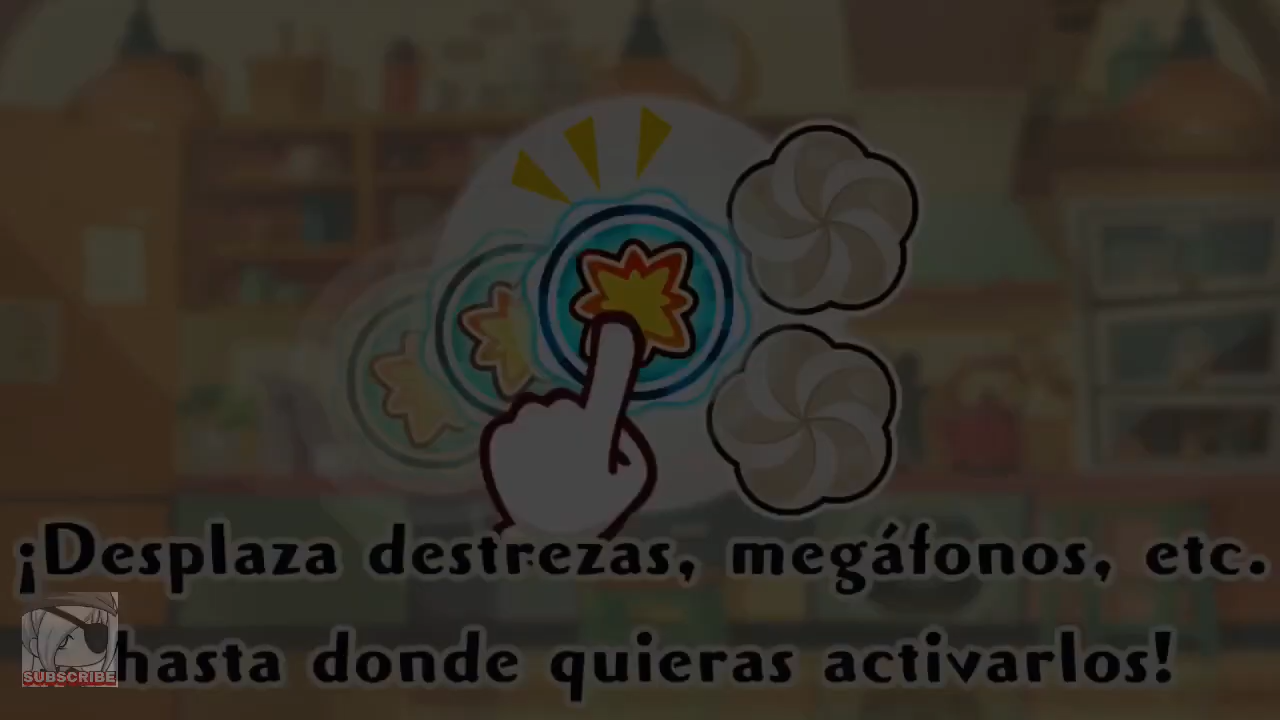 ¡Desplaza destrezas, megáfonos, etc.
hasta donde quieras activarlos!
SUBSCRIBE